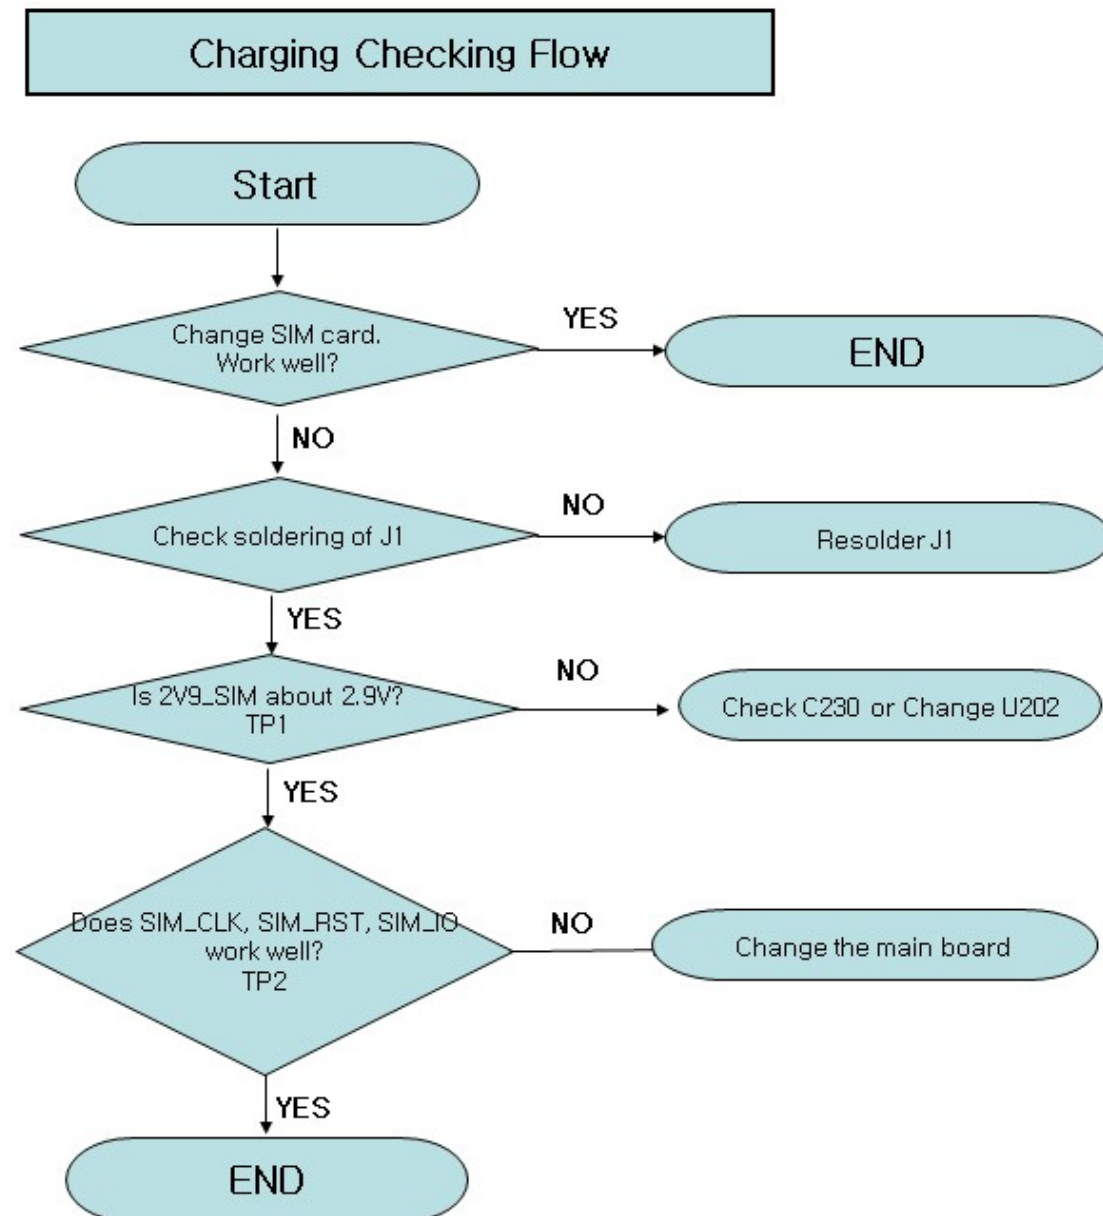 Charging Checking Flow
Start
Change SIM card.
Work well?
YES
END
NO
Check soldering of J1
NO
Resolder J1
YES
Is 2V9_SIM about 2.9V?
TP1
NO
Check C230 or Change U202
YES
Does SIM_CLK, SIM_RST, SIM_IO
work well?
TP2
NO
Change the main board
YES
END